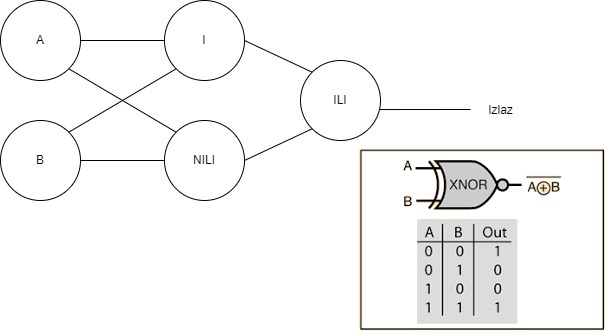 A
I
B
NILI
ILI
Izlaz
A
B
XNOR
A⊕B
A B Out
0 0 1
0 1 0
1 0 0
1 1 1